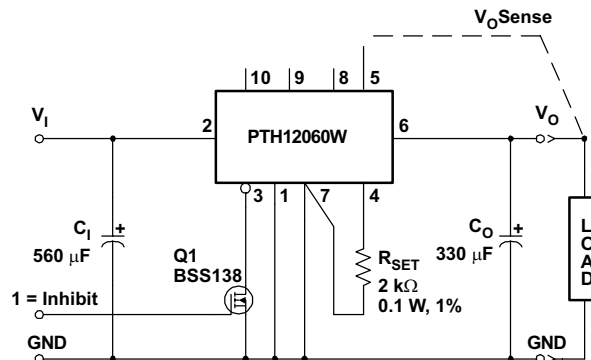 VOSense
10 9 8 5
VI
2
PTH12060W
6
VO
3 1 7 4
CI
+
560 μF
Q1
BSS138
RSET
2 kΩ
0.1 W, 1%
CO
+
330 μF
LOAD
1 = Inhibit
GND
GND